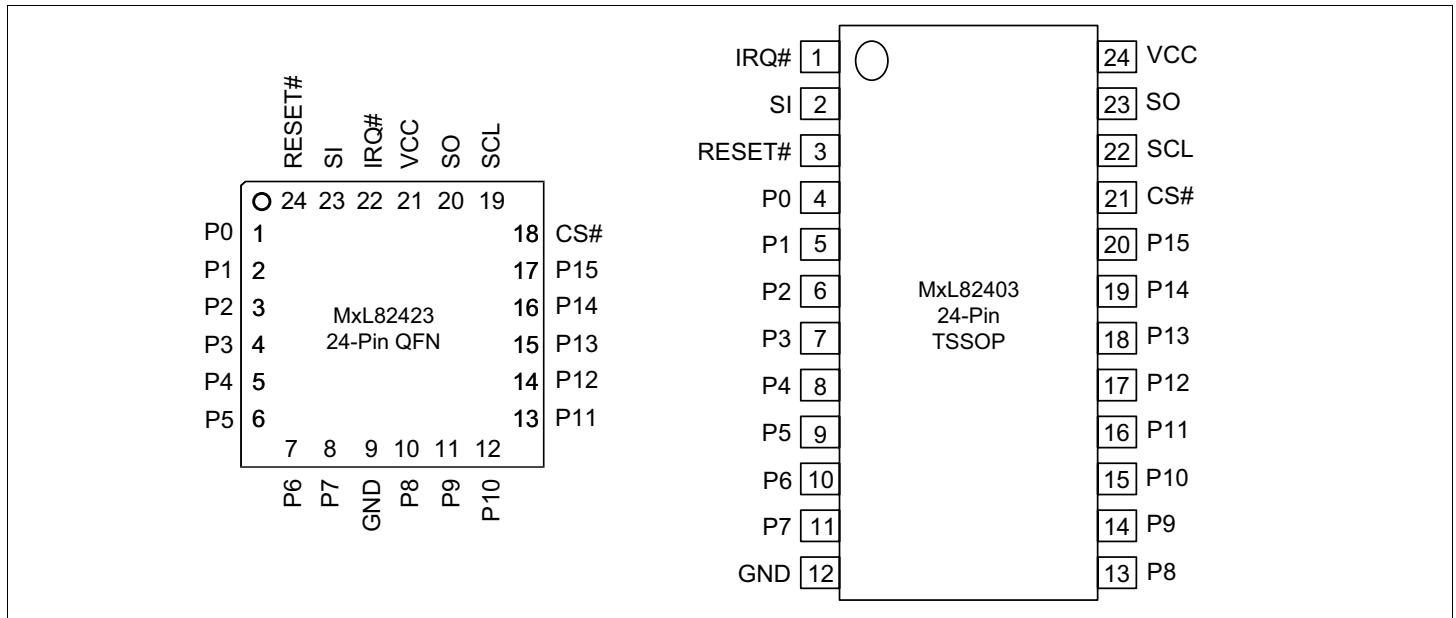 RESET# SI IRQ# VCC SO SCL
24 23 22 21 20 19
P0 1
P1 2
P2 3
P3 4
P4 5
P5 6
MxL82423
24-Pin QFN
18 CS#
17 P15
16 P14
15 P13
14 P12
13 P11
7 8 9 10 11 12
P6 P7 GND P8 P9 P10
IRQ# 1
SI 2
RESET# 3
P0 4
P1 5
P2 6
P3 7
P4 8
P5 9
P6 10
P7 11
GND 12
MxL82403
24-Pin
TSSOP
24 VCC
23 SO
22 SCL
21 CS#
20 P15
19 P14
18 P13
17 P12
16 P11
15 P10
14 P9
13 P8